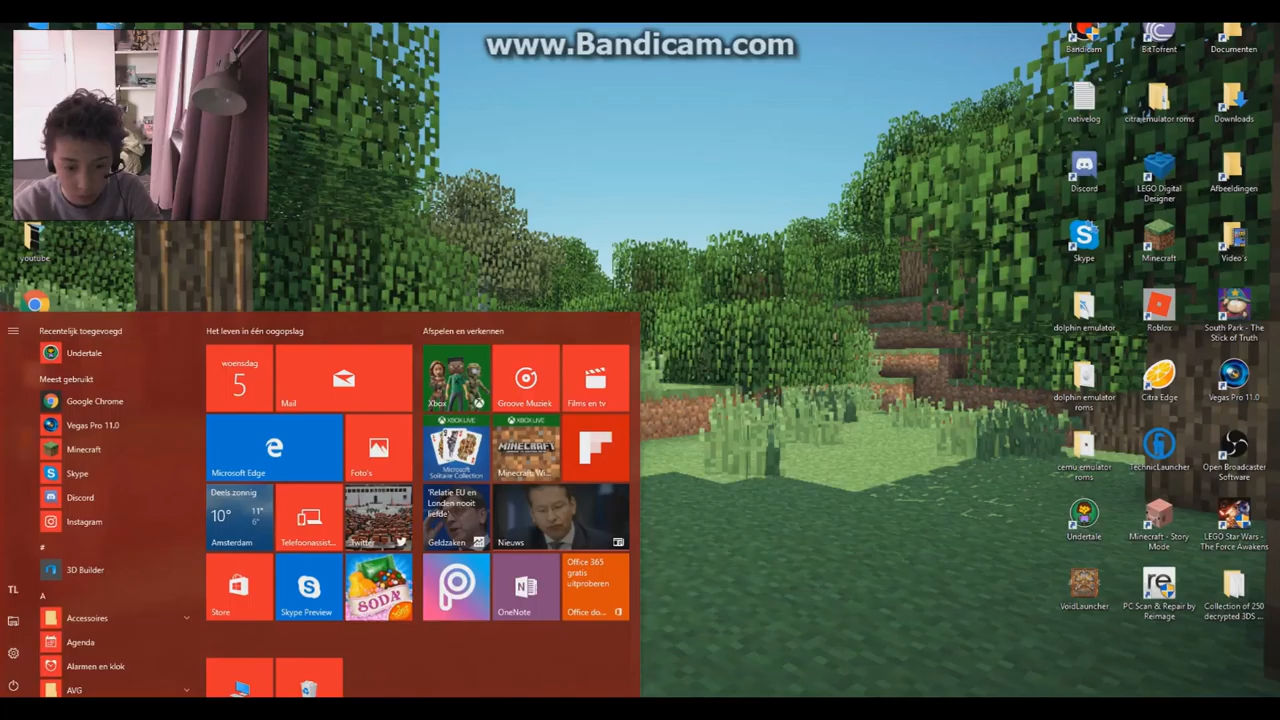 www.Bandicam.com
youtube
Bandicam
BitTorrent
Documenten
nativelog
citra emulator roms
Downloads
Discord
LEGO Digital
Designer
Afbeeldingen
Skype
Minecraft
Video's
dolphin emulator
Roblox
South Park - The
Stick of Truth
dolphin emulator
roms
Citra Edge
Vegas Pro 11.0
cemu emulator
roms
TechnicLauncher
Open Broadcaster
Software
Undertale
Minecraft - Story
Mode
LEGO Star Wars -
The Force Awakens
VoidLauncher
re
PC Scan & Repair by
Reimage
Collection of 250
decrypted 3DS ...
Recentelijk toegevoegd
Undertale
Meest gebruikt
Google Chrome
Vegas Pro 11.0
Minecraft
Skype
Discord
Instagram
#
3D Builder
A
Accessoires
Agenda
Alarmen en klok
AVG
TL
Het leven in één oogopslag
woensdag
5
Mail
Microsoft Edge
Foto's
Deels zonnig
10°
11°
6°
Amsterdam
Telefoonassist...
Twitter
Store
Skype Preview
SODA
Afspelen en verkennen
Xbox
Groove Muziek
Films en tv
XBOX LIVE
Microsoft
Solitaire Collection
XBOX LIVE
MINECRAFT
Minecraft: Wi...
'Relatie EU en
Londen nooit
liefde)
Geldzaken
Nieuws
OneNote
Office 365
gratis
uitproberen
Office do...